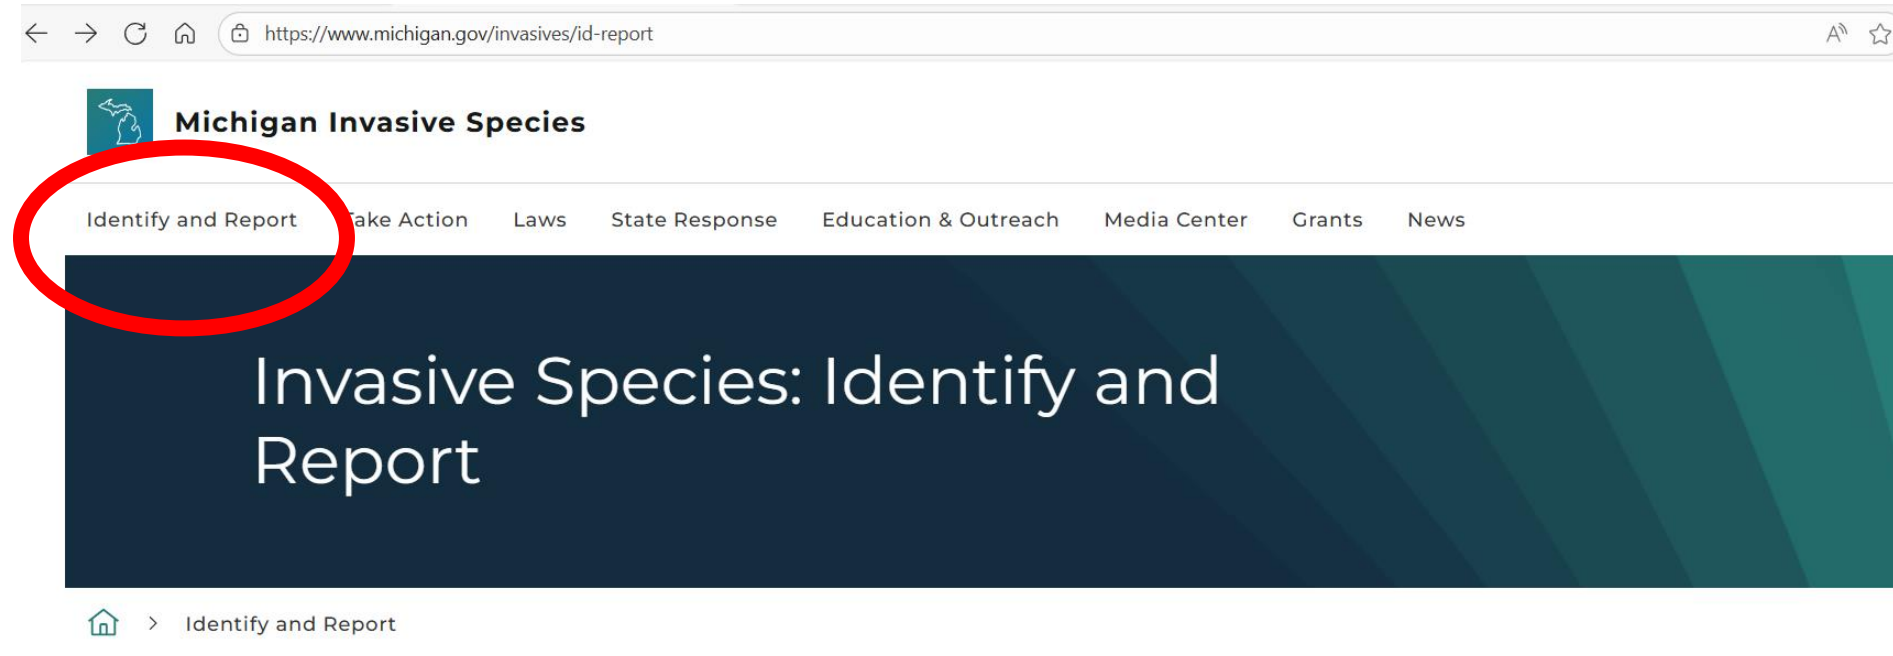 https://www.michigan.gov/invasives/id-report
Michigan Invasive Species
Identify and Report Take Action Laws State Response Education & Outreach Media Center Grants News
Invasive Species: Identify and
Report
Identify and Report